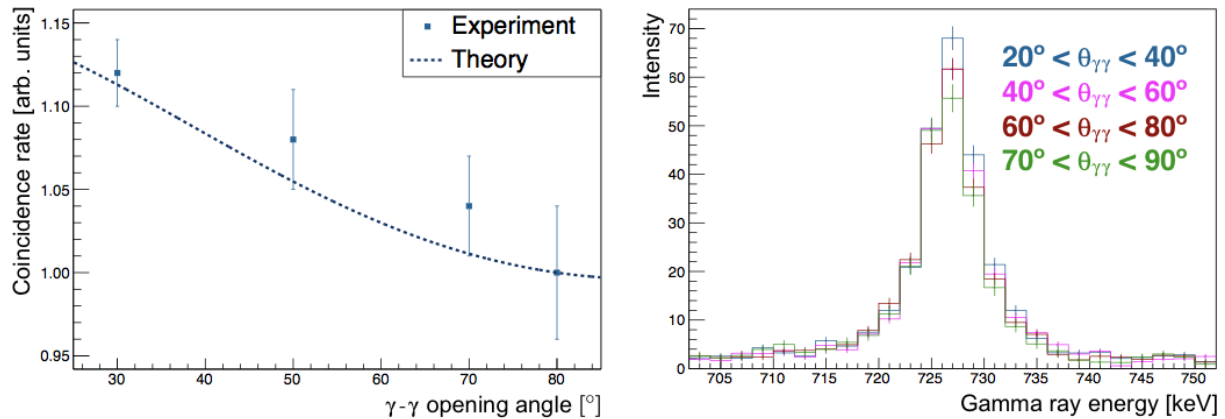 Coincidence rate [arb. units]
1.15
1.10
1.05
1.00
0.95
Experiment
Theory
30
40
50
60
70
80
γ-γ opening angle [°]
Intensity
70
60
50
40
30
20
10
0
20° < θγγ < 40°
40° < θγγ < 60°
60° < θγγ < 80°
70° < θγγ < 90°
705
710
715
720
725
730
735
740
745
750
Gamma ray energy [keV]